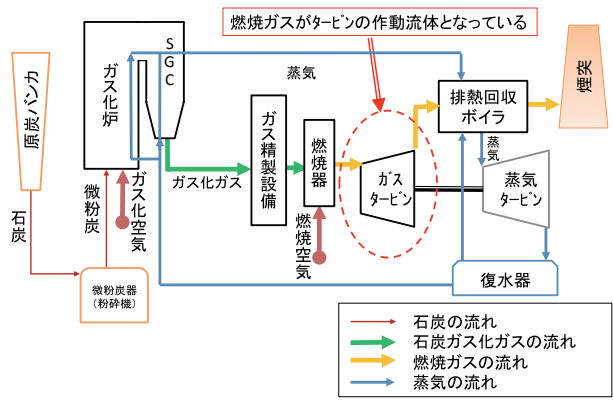 燃焼ガスがタービンの作動流体となっている
原炭バンカ
ガス化炉
SGC
蒸気
排熱回収
ボイラ
煙突
石炭
微粉炭
ガス化空気
ガス化ガス
ガス精製設備
燃焼器
燃焼空気
ガス
タービン
蒸気
蒸気
タービン
微粉炭器
(粉砕機)
復水器
石炭の流れ
石炭ガス化ガスの流れ
燃焼ガスの流れ
蒸気の流れ